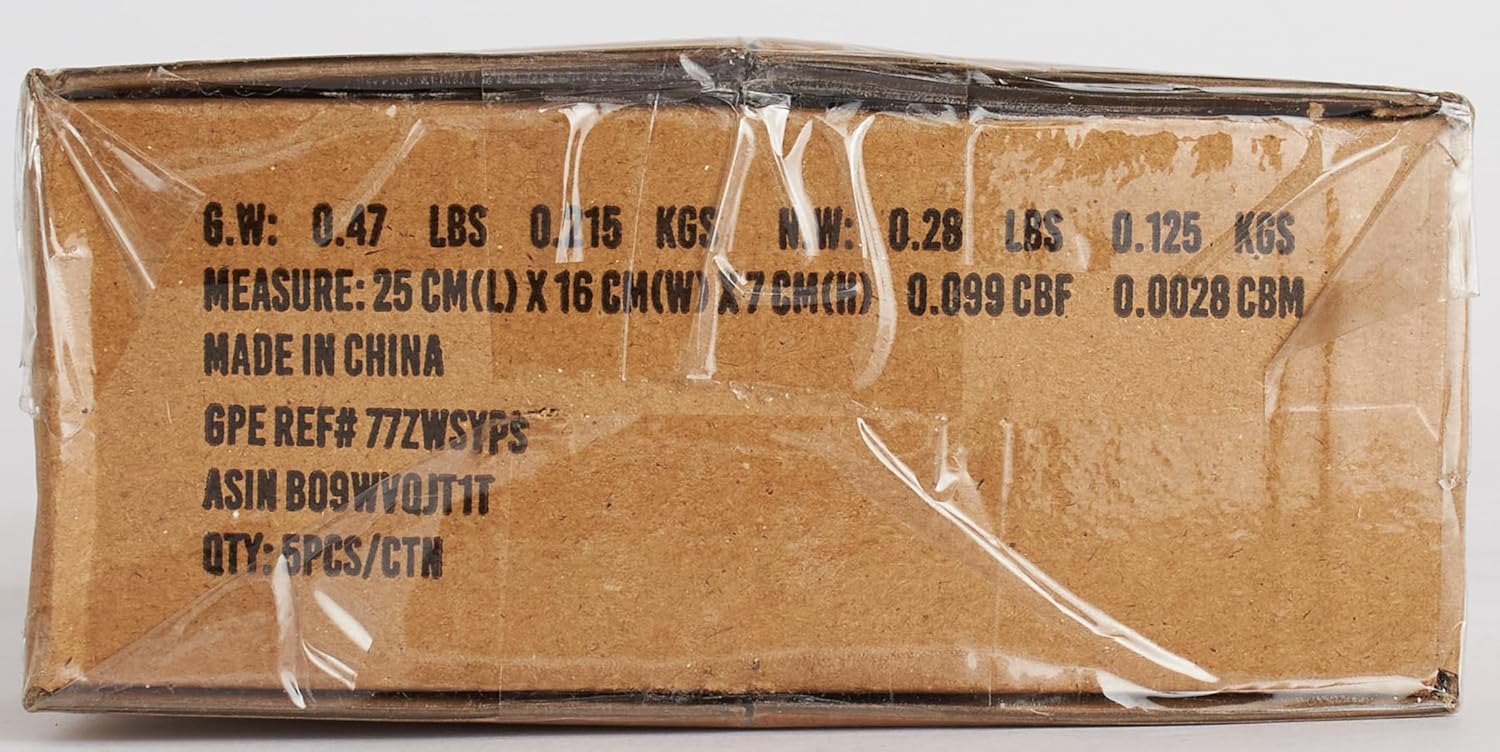 G.W: 0.47 LBS 0.215 KGS N.W: 0.28 LBS 0.125 KGS
MEASURE: 25 CM(L) X 16 CM(W) X 7 CM(H) 0.099 CBF 0.0028 CBM
MADE IN CHINA
GPE REF# 77ZWSYPS
ASIN B09WVQJT1T
QTY: 5PCS/CTN